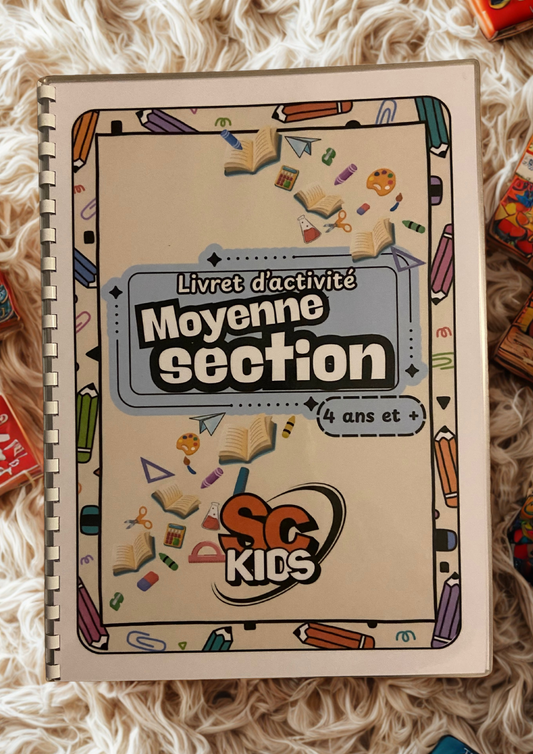 Livret d'activité
Moyenne
section
4 ans et +
SC
KIDS